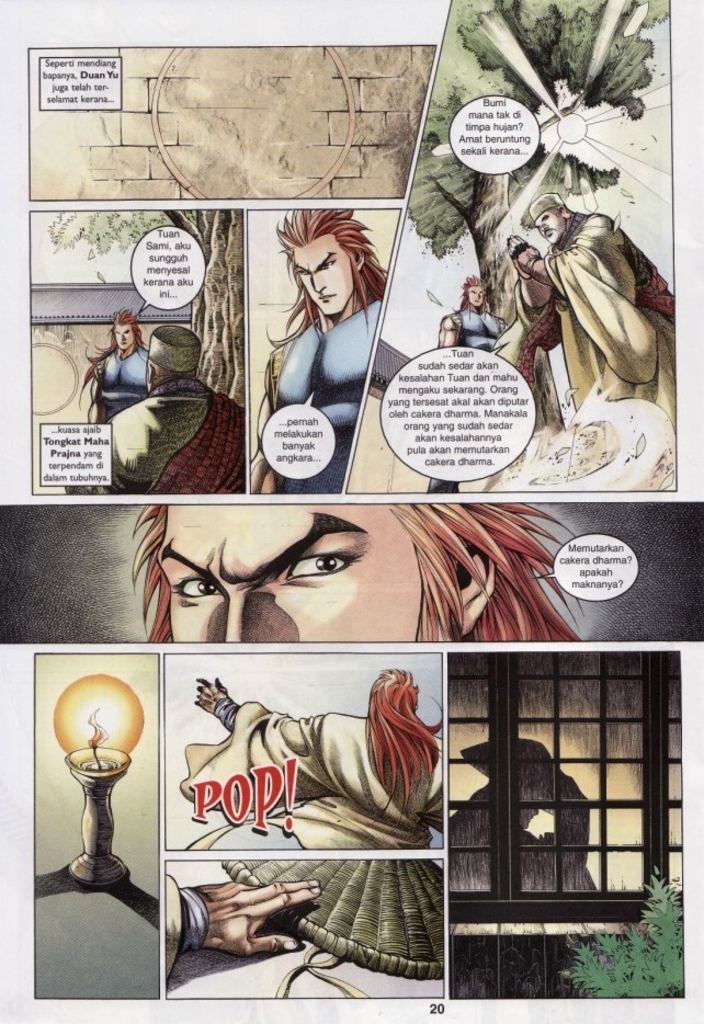 Seperti mendiang
bapanya, Duan Yu
juga telah ter-
selamat kerana...
Bumi
mana tak di
timpa hujan?
Amat beruntung
sekali kerana...
Tuan
Sami, aku
sungguh
menyesal
kerana aku
ini...
...kuasa ajaib
Tongkat Maha
Prajna yang
terpendam di
dalam tubuhnya.
...pernah
melakukan
banyak
angkara...
...Tuan
sudah sedar akan
kesalahan Tuan dan mahu
mengaku sekarang. Orang
yang tersesat akal akan diputar
oleh cakera dharma. Manakala
orang yang sudah sedar
akan kesalahannya
pula akan memutarkan
cakera dharma.
Memutarkan
cakera dharma?
apakah
maknanya?
POP!
20